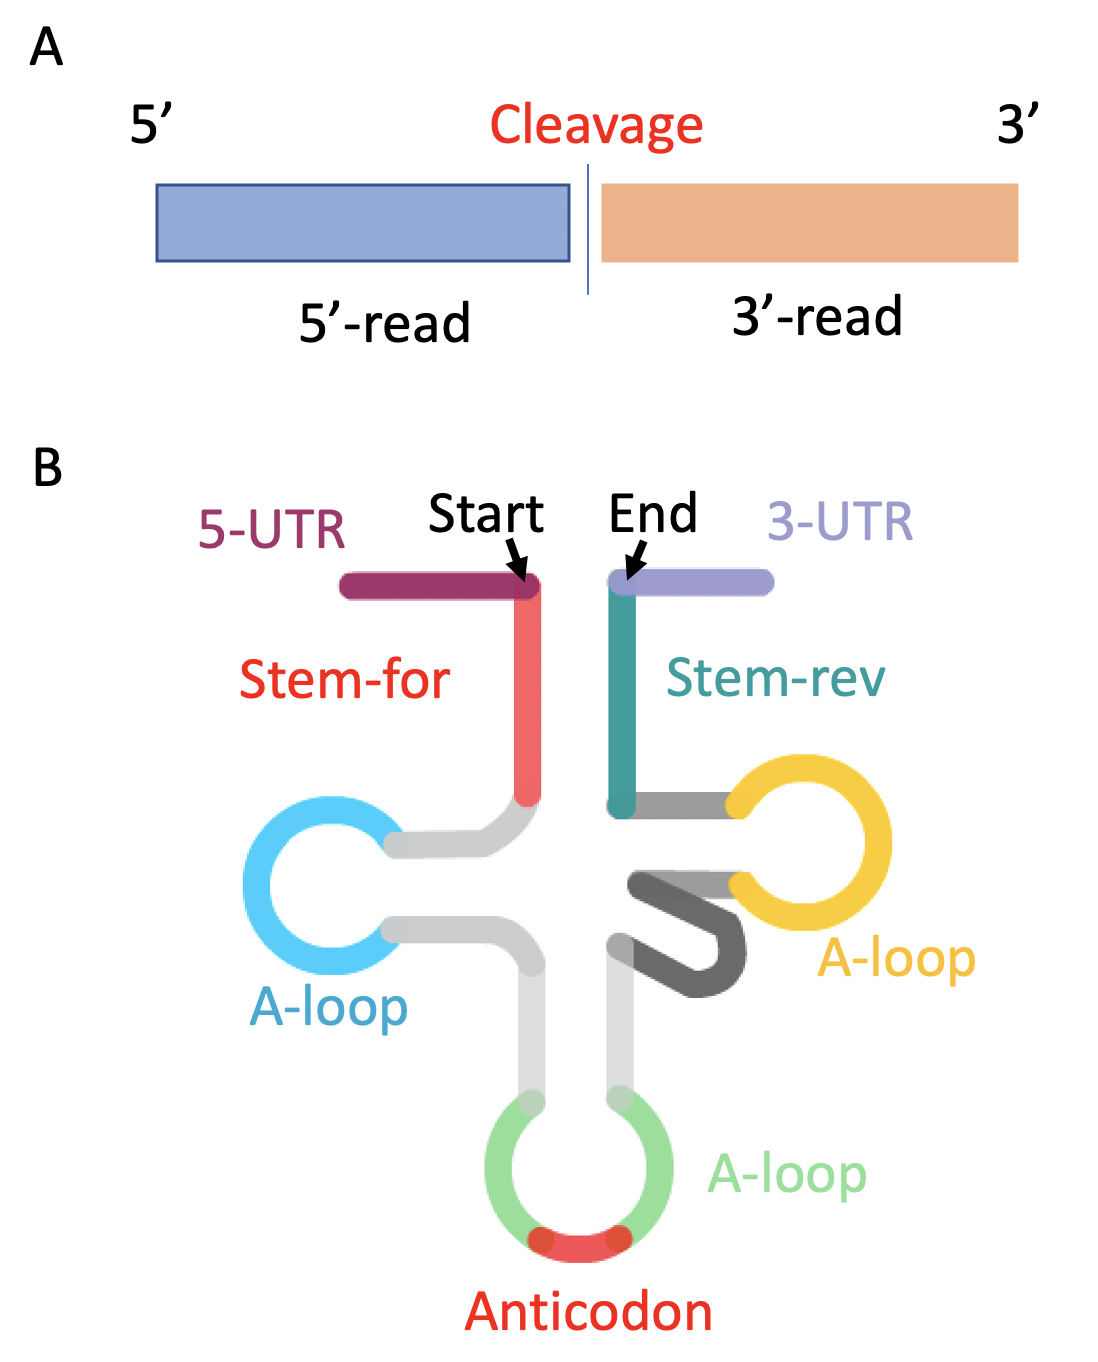 A
5’ Cleavage 3’
5’-read 3’-read
B
5-UTR Start End 3-UTR
Stem-for Stem-rev
A-loop
A-loop
A-loop
Anticodon